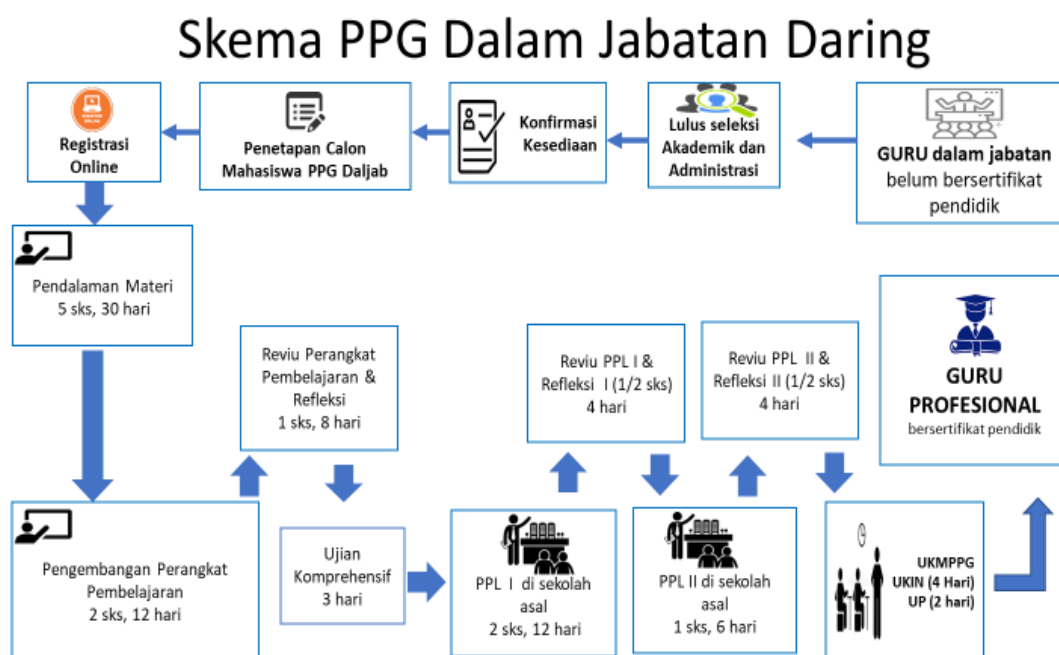 Skema PPG Dalam Jabatan Daring
Registrasi
Online
Penetapan Calon
Mahasiswa PPG Daljab
Konfirmasi
Kesediaan
Lulus seleksi
Akademik dan
Administrasi
GURU dalam jabatan
belum bersertifikat
pendidik
Pendalaman Materi
5 sks, 30 hari
Reviu Perangkat
Pembelajaran &
Refleksi
1 sks, 8 hari
Reviu PPL I &
Refleksi I (1/2 sks)
4 hari
Reviu PPL II &
Refleksi II (1/2 sks)
4 hari
GURU
PROFESIONAL
bersertifikat pendidik
Pengembangan Perangkat
Pembelajaran
2 sks, 12 hari
Ujian
Komprehensif
3 hari
PPL I di sekolah
asal
2 sks, 12 hari
PPL II di sekolah
asal
1 sks, 6 hari
UKMPPG
UKIN (4 Hari)
UP (2 hari)